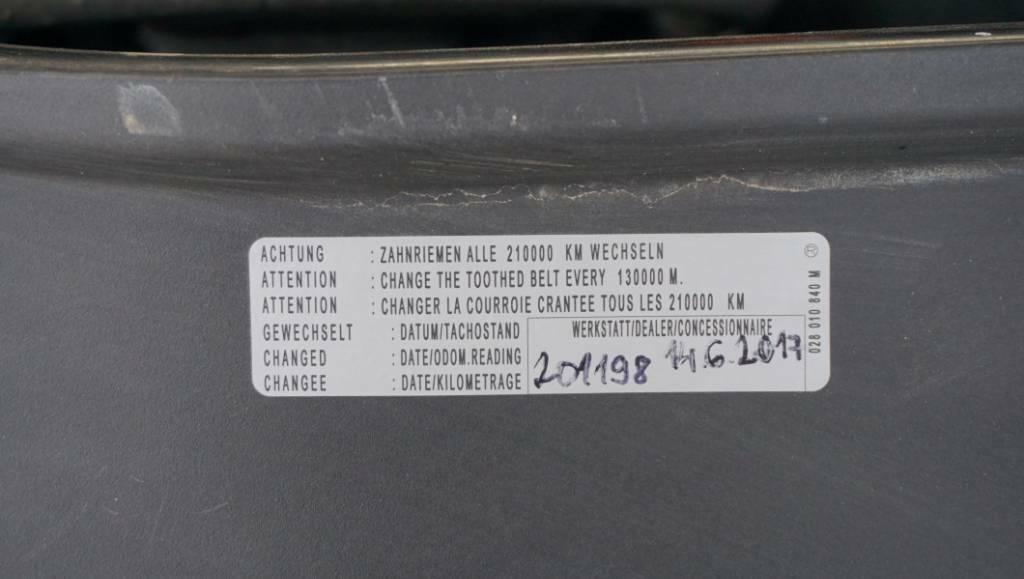 ACHTUNG : ZAHNRIEMEN ALLE 210000 KM WECHSELN
ATTENTION : CHANGE THE TOOTHED BELT EVERY 130000 M.
ATTENTION : CHANGER LA COURROIE CRANTEE TOUS LES 210000 KM
GEWECHSELT : DATUM/TACHOSTAND WERKSTATT/DEALER/CONCESSIONNAIRE
CHANGED : DATE/ODOM.READING
CHANGEE : DATE/KILOMETRAGE
201198 14.6.2017
028 010 840 M